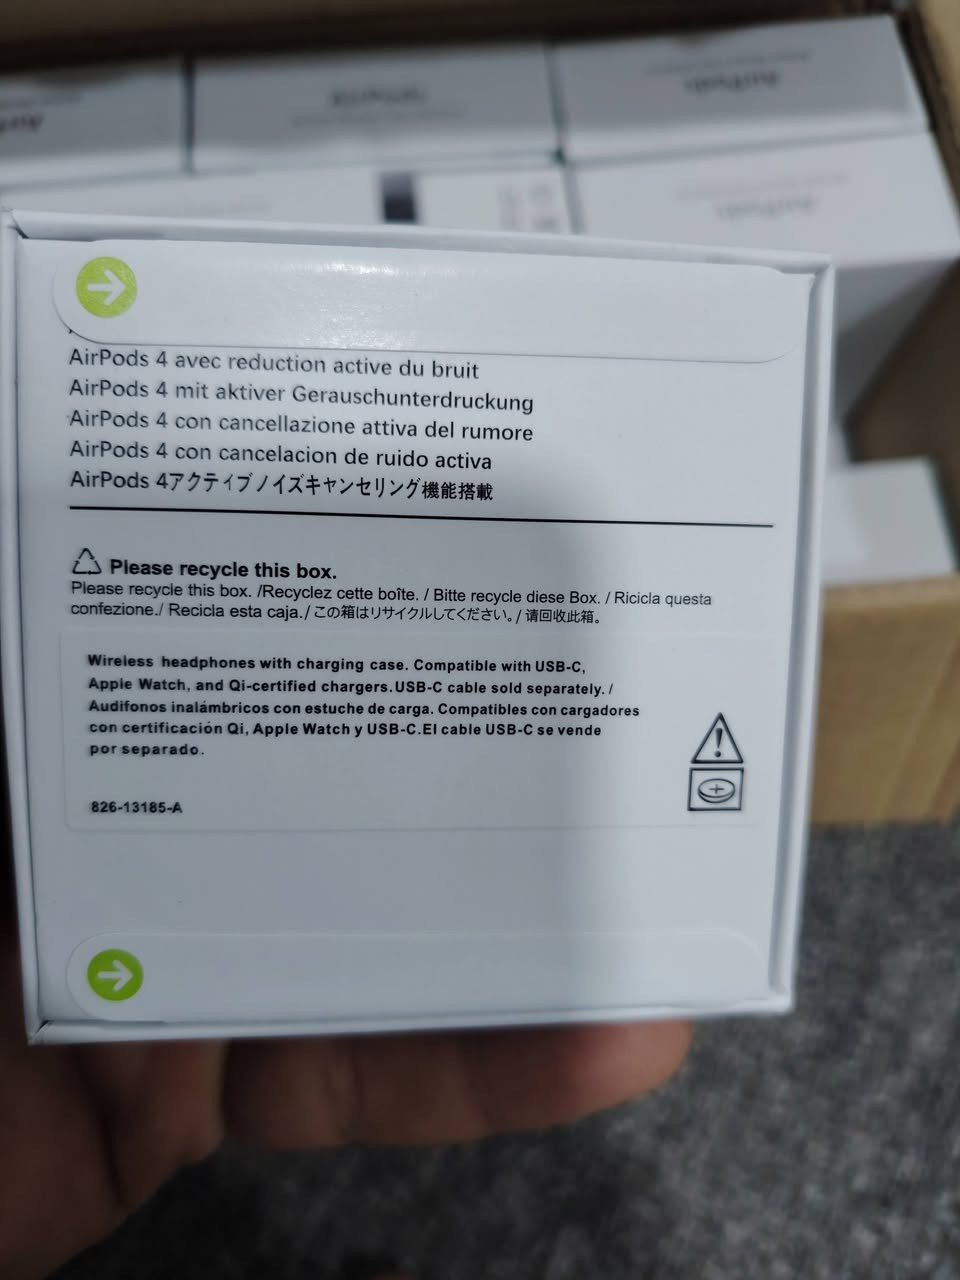 AirPods
AirPods
AirPods
AirPods 4 avec reduction active du bruit
AirPods 4 mit aktiver Gerauschunterdruckung
AirPods 4 con cancellazione attiva del rumore
AirPods 4 con cancelacion de ruido activa
AirPods 4アクティブノイズキャンセリング機能搭載
Please recycle this box.
Please recycle this box. /Recyclez cette boîte. / Bitte recycle diese Box. / Ricicla questa
confezione./ Recicla esta caja./ この箱はリサイクルしてください。/ 请回收此箱。
Wireless headphones with charging case. Compatible with USB-C,
Apple Watch, and Qi-certified chargers.USB-C cable sold separately. /
Audifonos inalámbricos con estuche de carga. Compatibles con cargadores
con certificación Qi, Apple Watch y USB-C.El cable USB-C se vende
por separado.
826-13185-A